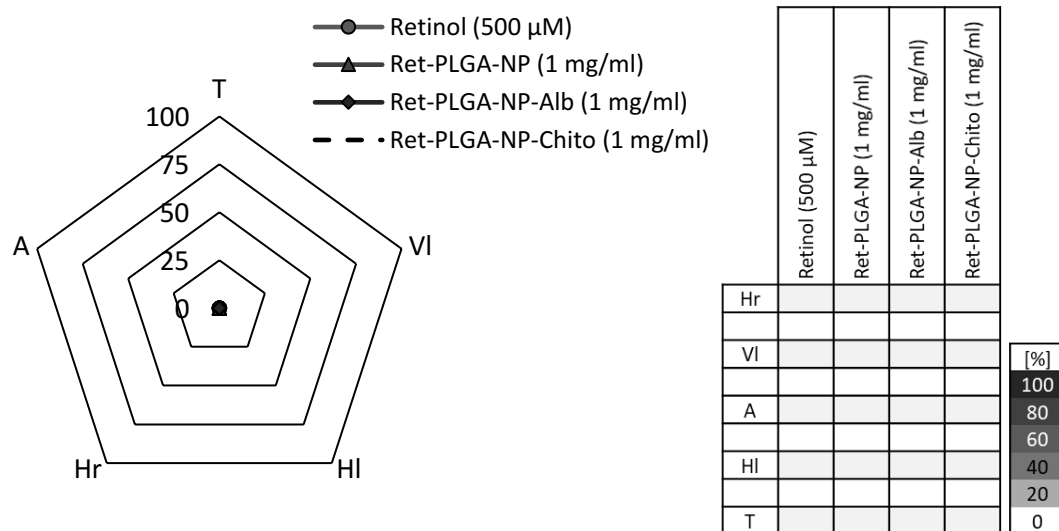 Retinol (500 µM)
Ret-PLGA-NP (1 mg/ml)
Ret-PLGA-NP-Alb (1 mg/ml)
Ret-PLGA-NP-Chito (1 mg/ml)
T
100
75
50
25
0
A
Vl
Hr
Hl
Retinol (500 µM)
Ret-PLGA-NP (1 mg/ml)
Ret-PLGA-NP-Alb (1 mg/ml)
Ret-PLGA-NP-Chito (1 mg/ml)
Hr
Vl
A
Hl
T
[%]
100
80
60
40
20
0